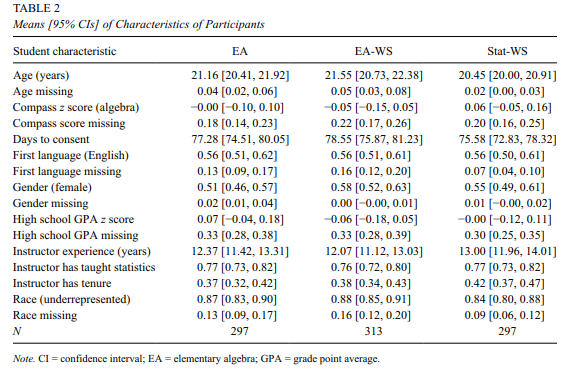 TABLE 2
Means [95% CIs] of Characteristics of Participants
Student characteristic EA EA-WS Stat-WS
Age (years) 21.16 [20.41, 21.92] 21.55 [20.73, 22.38] 20.45 [20.00, 20.91]
Age missing 0.04 [0.02, 0.06] 0.05 [0.03, 0.08] 0.02 [0.00, 0.03]
Compass z score (algebra) −0.00 [−0.10, 0.10] −0.05 [−0.15, 0.05] 0.06 [−0.05, 0.16]
Compass score missing 0.18 [0.14, 0.23] 0.22 [0.17, 0.26] 0.20 [0.16, 0.25]
Days to consent 77.28 [74.51, 80.05] 78.55 [75.87, 81.23] 75.58 [72.83, 78.32]
First language (English) 0.56 [0.51, 0.62] 0.56 [0.51, 0.61] 0.56 [0.50, 0.61]
First language missing 0.13 [0.09, 0.17] 0.16 [0.12, 0.20] 0.07 [0.04, 0.10]
Gender (female) 0.51 [0.46, 0.57] 0.58 [0.52, 0.63] 0.55 [0.49, 0.61]
Gender missing 0.02 [0.01, 0.04] 0.00 [−0.00, 0.01] 0.01 [−0.00, 0.02]
High school GPA z score 0.07 [−0.04, 0.18] −0.06 [−0.18, 0.05] −0.00 [−0.12, 0.11]
High school GPA missing 0.33 [0.28, 0.38] 0.33 [0.28, 0.39] 0.30 [0.25, 0.35]
Instructor experience (years) 12.37 [11.42, 13.31] 12.07 [11.12, 13.03] 13.00 [11.96, 14.01]
Instructor has taught statistics 0.77 [0.73, 0.82] 0.76 [0.72, 0.80] 0.77 [0.73, 0.82]
Instructor has tenure 0.37 [0.32, 0.42] 0.38 [0.34, 0.43] 0.42 [0.37, 0.47]
Race (underrepresented) 0.87 [0.83, 0.90] 0.88 [0.85, 0.91] 0.84 [0.80, 0.88]
Race missing 0.13 [0.09, 0.17] 0.16 [0.12, 0.20] 0.09 [0.06, 0.12]
N 297 313 297
Note. CI = confidence interval; EA = elementary algebra; GPA = grade point average.